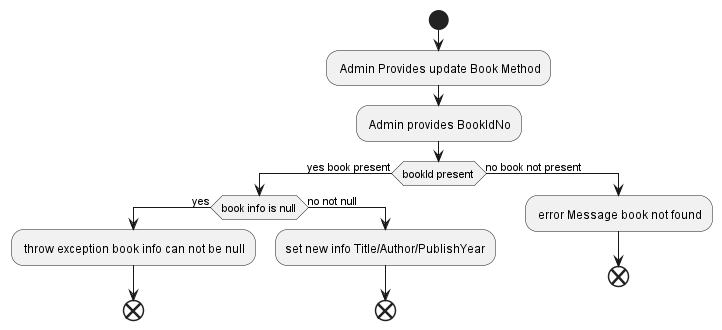 Admin Provides update Book Method
Admin provides BookIdNo
yes book present
bookId present
no book not present
yes
book info is null
no not null
error Message book not found
throw exception book info can not be null
set new info Title/Author/PublishYear